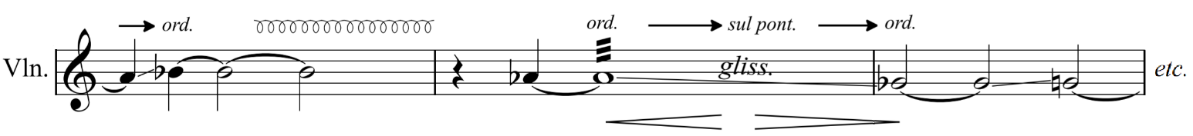 ord.
ord. sul pont. ord.
Vln. gliss. etc.